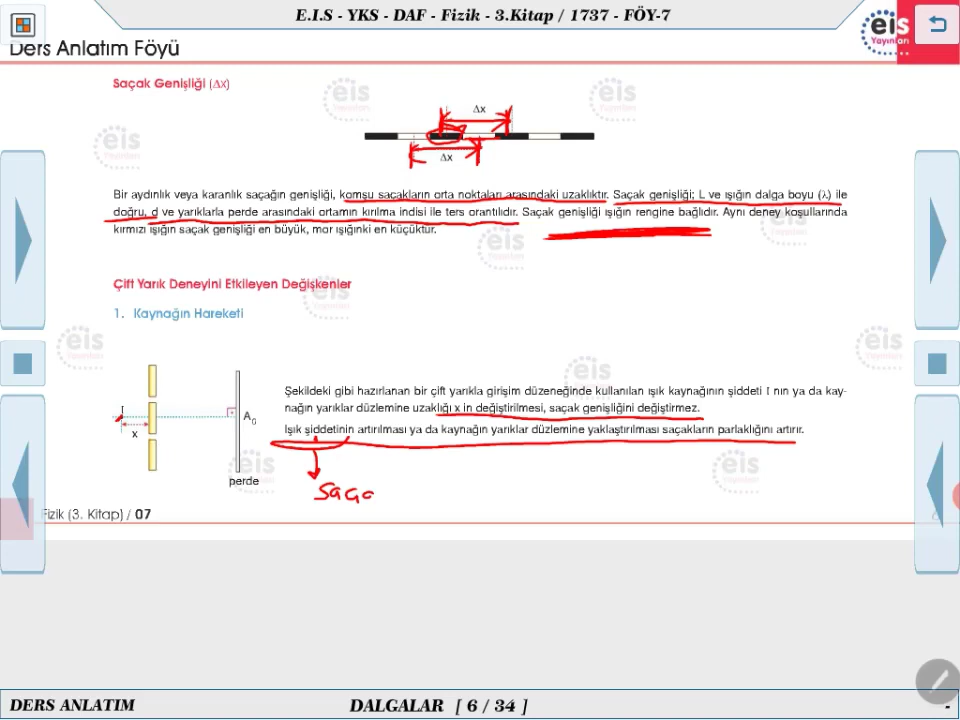 E.I.S - YKS - DAF - Fizik - 3.Kitap / 1737 - FÖY-7
Ders Anlatım Föyü
eis
Yayınları
Saçak Genişliği (Δx)
Δx
Δx
Bir aydınlık veya karanlık saçağın genişliği, komşu saçakların orta noktaları arasındaki uzaklıktır. Saçak genişliği; L ve ışığın dalga boyu (λ) ile
doğru, d ve yarıklarla perde arasındaki ortamın kırılma indisi ile ters orantılıdır. Saçak genişliği ışığın rengine bağlıdır. Aynı deney koşullarında
kırmızı ışığın saçak genişliği en büyük, mor ışığınki en küçüktür.
Çift Yarık Deneyini Etkileyen Değişkenler
1. Kaynağın Hareketi
Şekildeki gibi hazırlanan bir çift yarıkla girişim düzeneğinde kullanılan ışık kaynağının şiddeti I nın ya da kay-
nağın yarıklar düzlemine uzaklığı x in değiştirilmesi, saçak genişliğini değiştirmez.
Işık şiddetinin artırılması ya da kaynağın yarıklar düzlemine yaklaştırılması saçakların parlaklığını artırır.
I
x
A0
perde
Saça
Fizik (3. Kitap) / 07
DERS ANLATIM
DALGALAR [ 6 / 34 ]
-